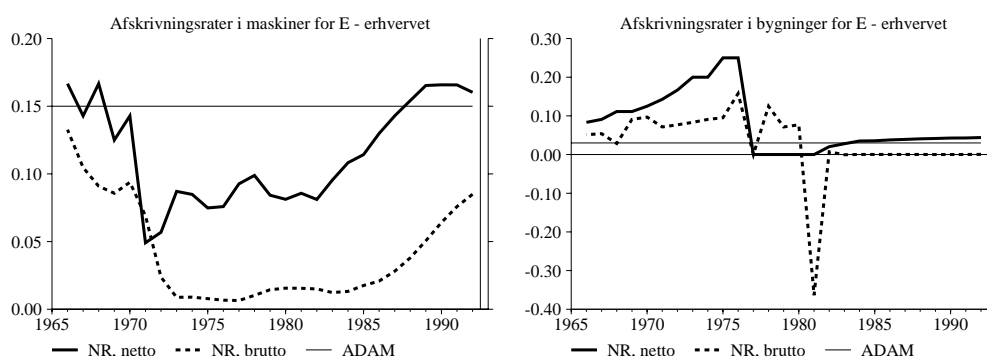 Afskrivningsrater i maskiner for E - erhvervet
0.20
0.15
0.10
0.05
0.00
1965 1970 1975 1980 1985 1990
NR, netto NR, brutto ADAM
Afskrivningsrater i bygninger for E - erhvervet
0.30
0.20
0.10
0.00
-0.10
-0.20
-0.30
-0.40
1965 1970 1975 1980 1985 1990
NR, netto NR, brutto ADAM